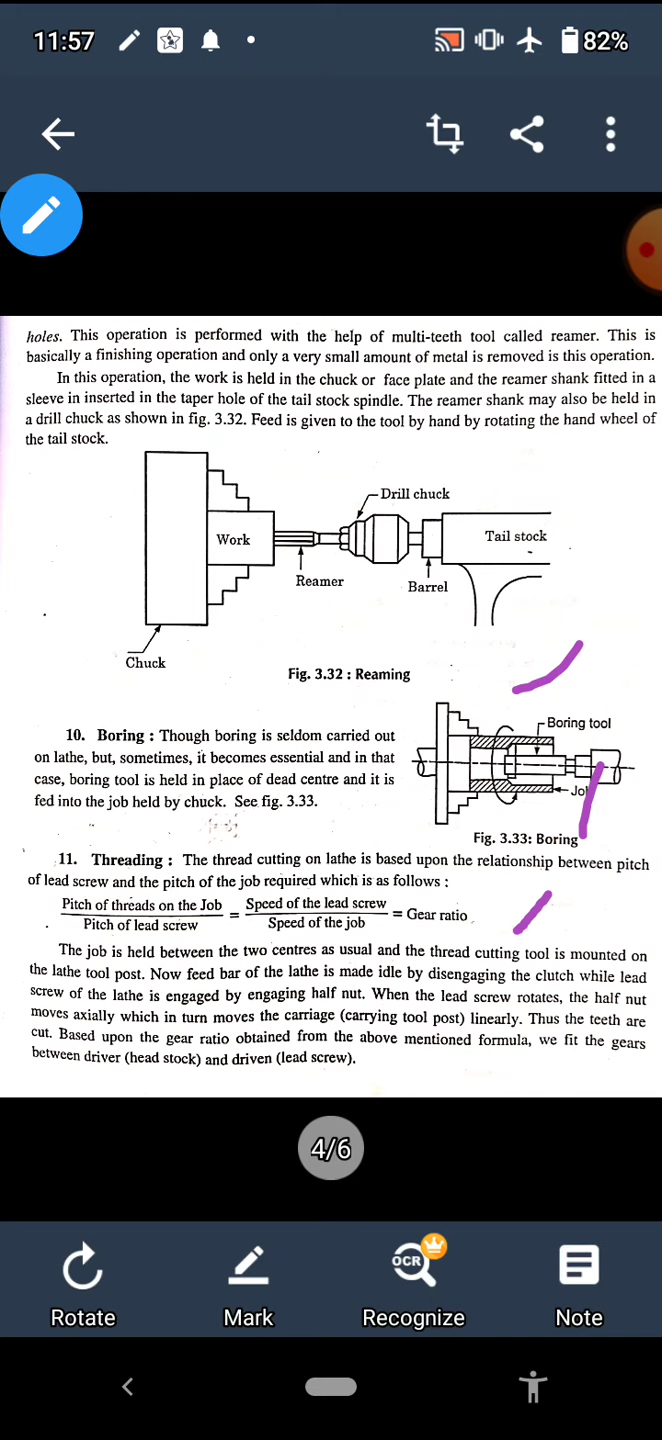 11:57
82%
holes. This operation is performed with the help of multi-teeth tool called reamer. This is
basically a finishing operation and only a very small amount of metal is removed is this operation.
In this operation, the work is held in the chuck or face plate and the reamer shank fitted in a
sleeve in inserted in the taper hole of the tail stock spindle. The reamer shank may also be held in
a drill chuck as shown in fig. 3.32. Feed is given to the tool by hand by rotating the hand wheel of
the tail stock.
Drill chuck
Work
Tail stock
Reamer
Barrel
Chuck
Fig. 3.32 : Reaming
10. Boring : Though boring is seldom carried out
on lathe, but, sometimes, it becomes essential and in that
case, boring tool is held in place of dead centre and it is
fed into the job held by chuck. See fig. 3.33.
Boring tool
Fig. 3.33: Boring
11. Threading : The thread cutting on lathe is based upon the relationship between pitch
of lead screw and the pitch of the job required which is as follows :
Pitch of threads on the Job / Pitch of lead screw = Speed of the lead screw / Speed of the job = Gear ratio
The job is held between the two centres as usual and the thread cutting tool is mounted on
the lathe tool post. Now feed bar of the lathe is made idle by disengaging the clutch while lead
screw of the lathe is engaged by engaging half nut. When the lead screw rotates, the half nut
moves axially which in turn moves the carriage (carrying tool post) linearly. Thus the teeth are
cut. Based upon the gear ratio obtained from the above mentioned formula, we fit the gears
between driver (head stock) and driven (lead screw).
4/6
OCR
Rotate
Mark
Recognize
Note